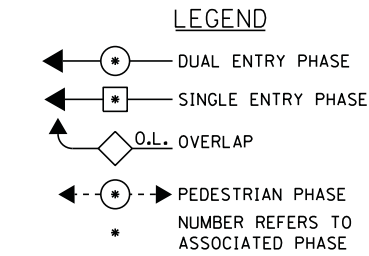 LEGEND
* DUAL ENTRY PHASE
* SINGLE ENTRY PHASE
O.L. OVERLAP
* PEDESTRIAN PHASE
* NUMBER REFERS TO
ASSOCIATED PHASE